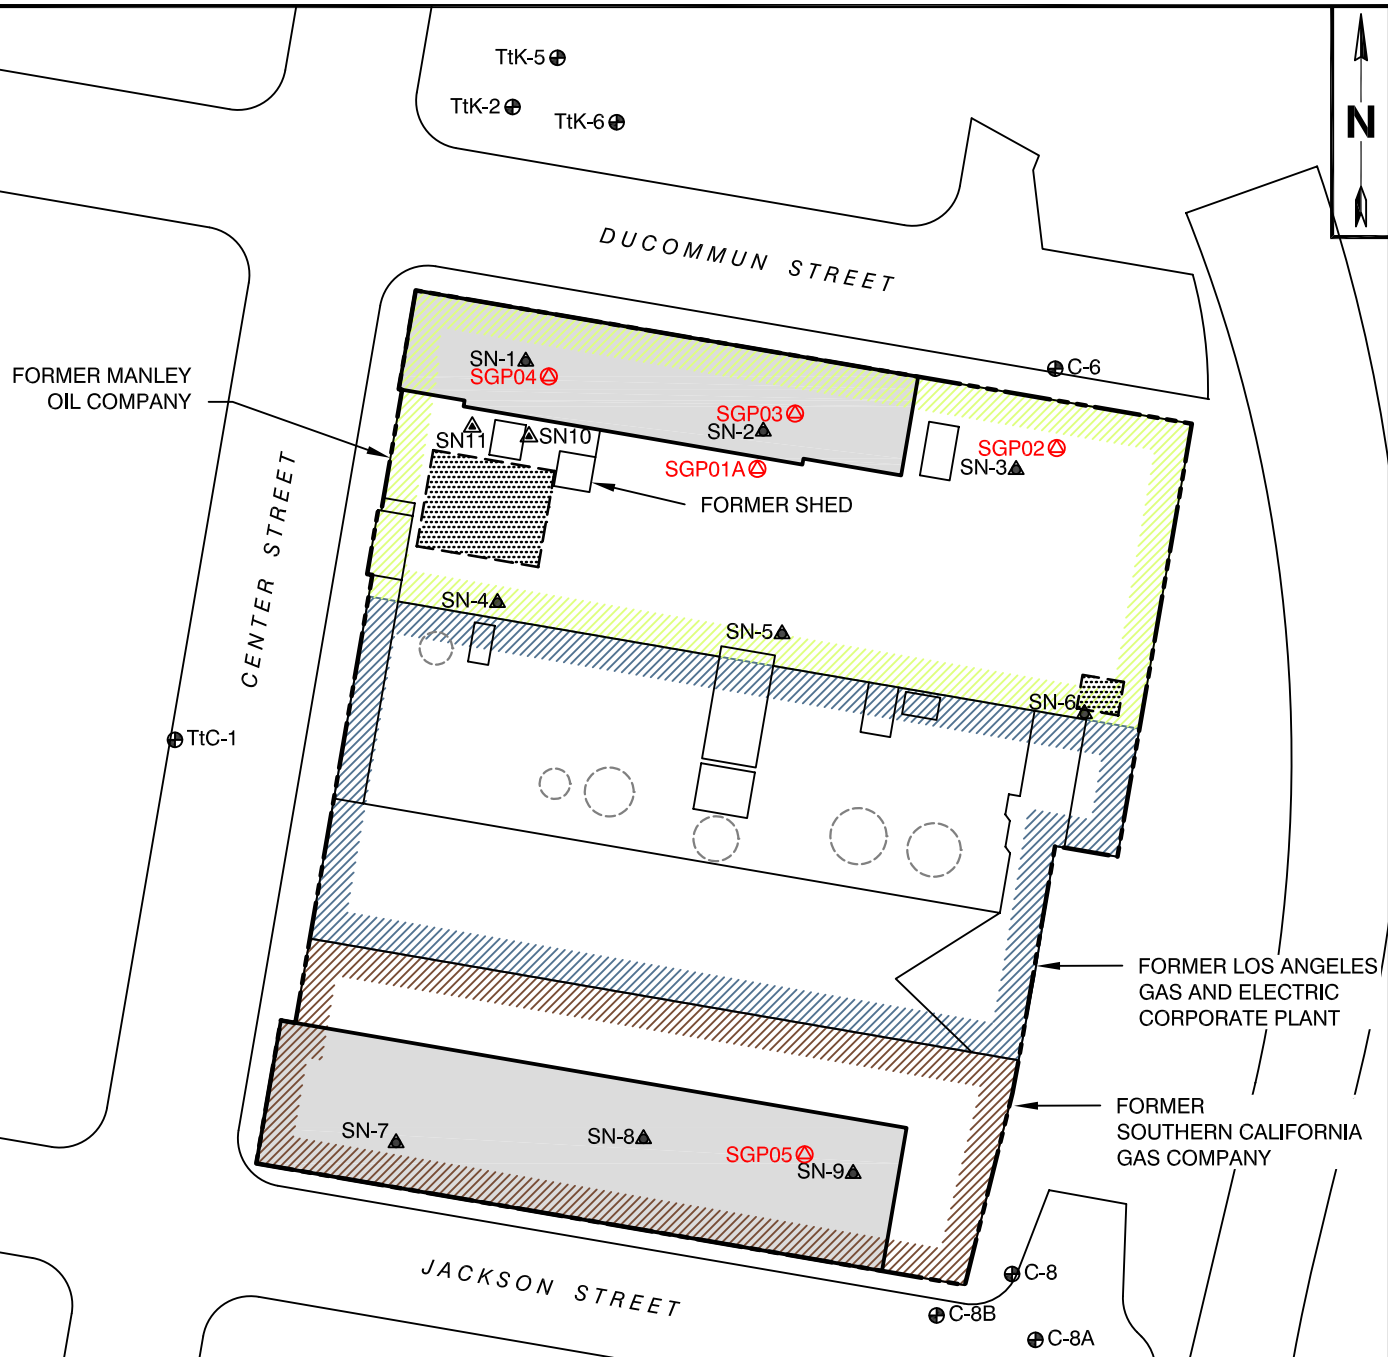 TtK-5
TtK-2
TtK-6
N
DUCOMMUN STREET
C-6
FORMER MANLEY
OIL COMPANY
SN-1
SGP04
SGP03
SN-2
SN11
SN10
SGP01A
SGP02
SN-3
FORMER SHED
CENTER STREET
SN-4
SN-5
SN-6
TtC-1
FORMER LOS ANGELES
GAS AND ELECTRIC
CORPORATE PLANT
FORMER
SOUTHERN CALIFORNIA
GAS COMPANY
SN-7
SN-8
SGP05
SN-9
JACKSON STREET
C-8
C-8B
C-8A